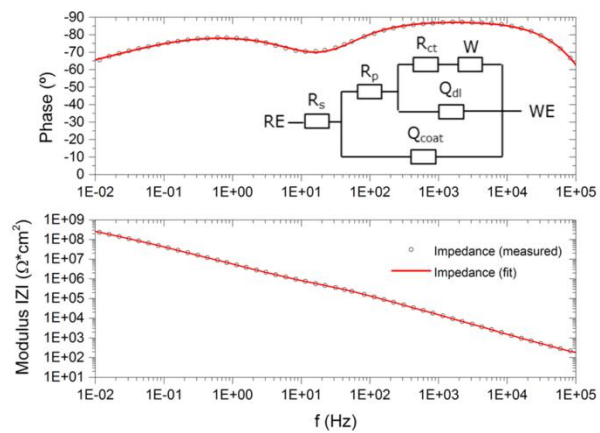 -90
-80
-70
-60
-50
-40
-30
-20
-10
0
Phase (º)
RE
Rs
Rp
Rct
W
Qdl
Qcoat
WE
1E-02 1E-01 1E+00 1E+01 1E+02 1E+03 1E+04 1E+05
1E+09
1E+08
1E+07
1E+06
1E+05
1E+04
1E+03
1E+02
1E+01
Modulus IZI (Ω*cm2)
Impedance (measured)
Impedance (fit)
1E-02 1E-01 1E+00 1E+01 1E+02 1E+03 1E+04 1E+05
f (Hz)